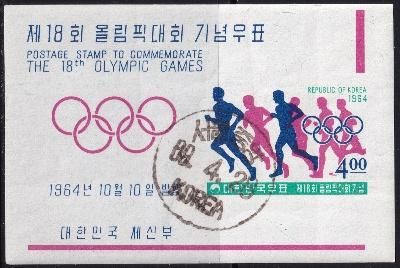 제18회 올림픽대회 기념우표
POSTAGE STAMP TO COMMEMORATE
THE 18th OLYMPIC GAMES
REPUBLIC OF KOREA
1964
4.00
대한민국우표 제18회올림픽대회기념
1964년 10월 10일 발행
대한민국 체신부
서울
4.
KOREA